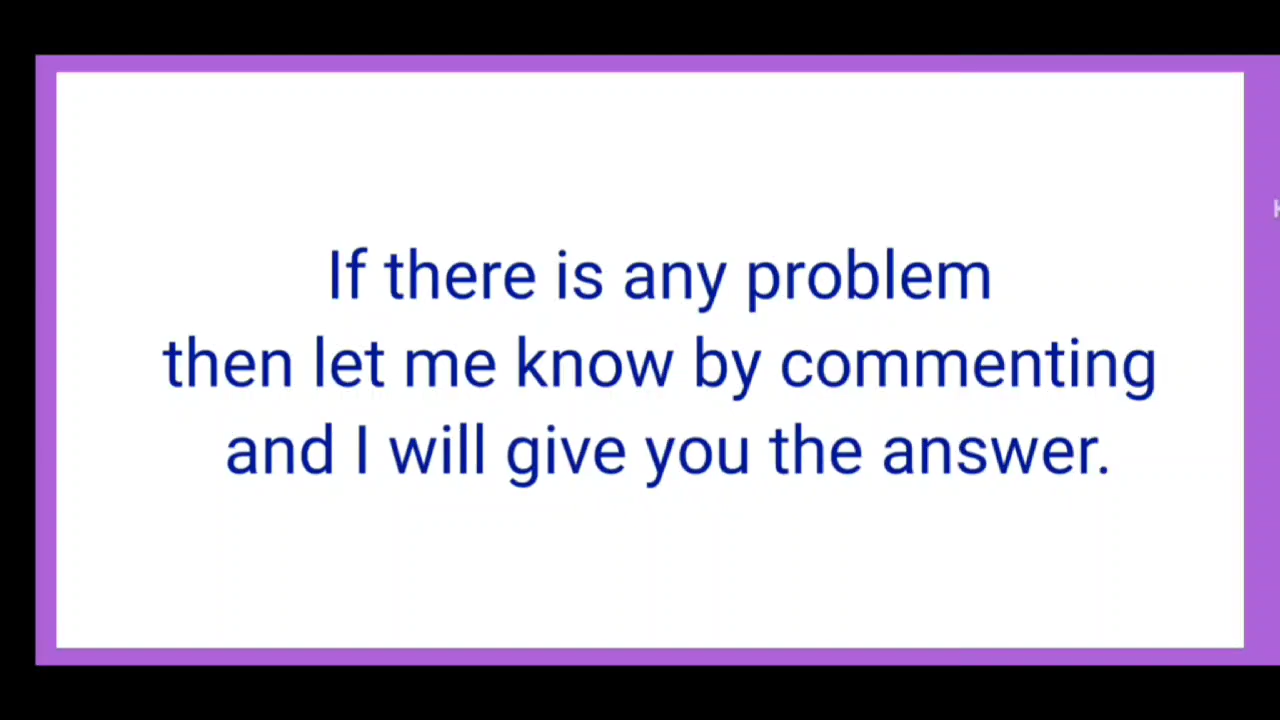 If there is any problem
then let me know by commenting
and I will give you the answer.